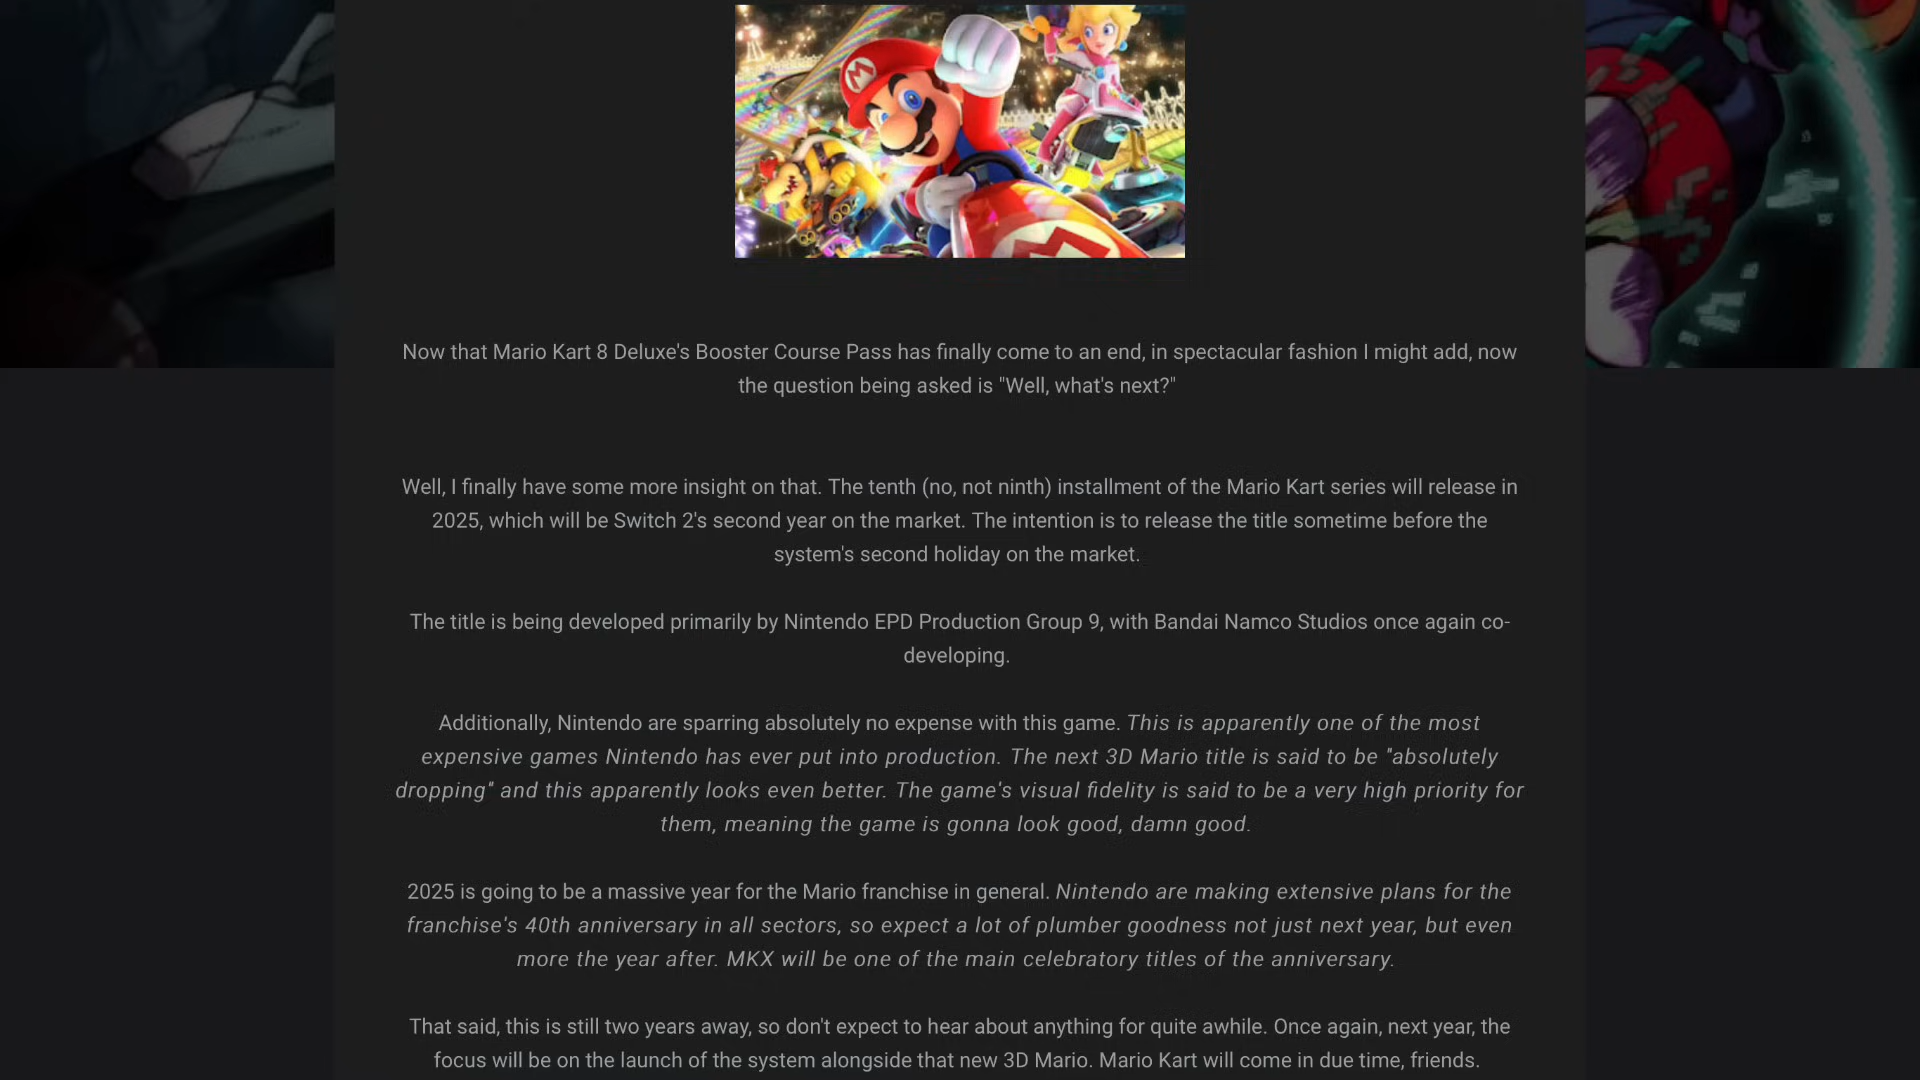 Now that Mario Kart 8 Deluxe's Booster Course Pass has finally come to an end, in spectacular fashion I might add, now
the question being asked is "Well, what's next?"
Well, I finally have some more insight on that. The tenth (no, not ninth) installment of the Mario Kart series will release in
2025, which will be Switch 2's second year on the market. The intention is to release the title sometime before the
system's second holiday on the market.
The title is being developed primarily by Nintendo EPD Production Group 9, with Bandai Namco Studios once again co-
developing.
Additionally, Nintendo are sparring absolutely no expense with this game. This is apparently one of the most
expensive games Nintendo has ever put into production. The next 3D Mario title is said to be "absolutely
dropping" and this apparently looks even better. The game's visual fidelity is said to be a very high priority for
them, meaning the game is gonna look good, damn good.
2025 is going to be a massive year for the Mario franchise in general. Nintendo are making extensive plans for the
franchise's 40th anniversary in all sectors, so expect a lot of plumber goodness not just next year, but even
more the year after. MKX will be one of the main celebratory titles of the anniversary.
That said, this is still two years away, so don't expect to hear about anything for quite awhile. Once again, next year, the
focus will be on the launch of the system alongside that new 3D Mario. Mario Kart will come in due time, friends.